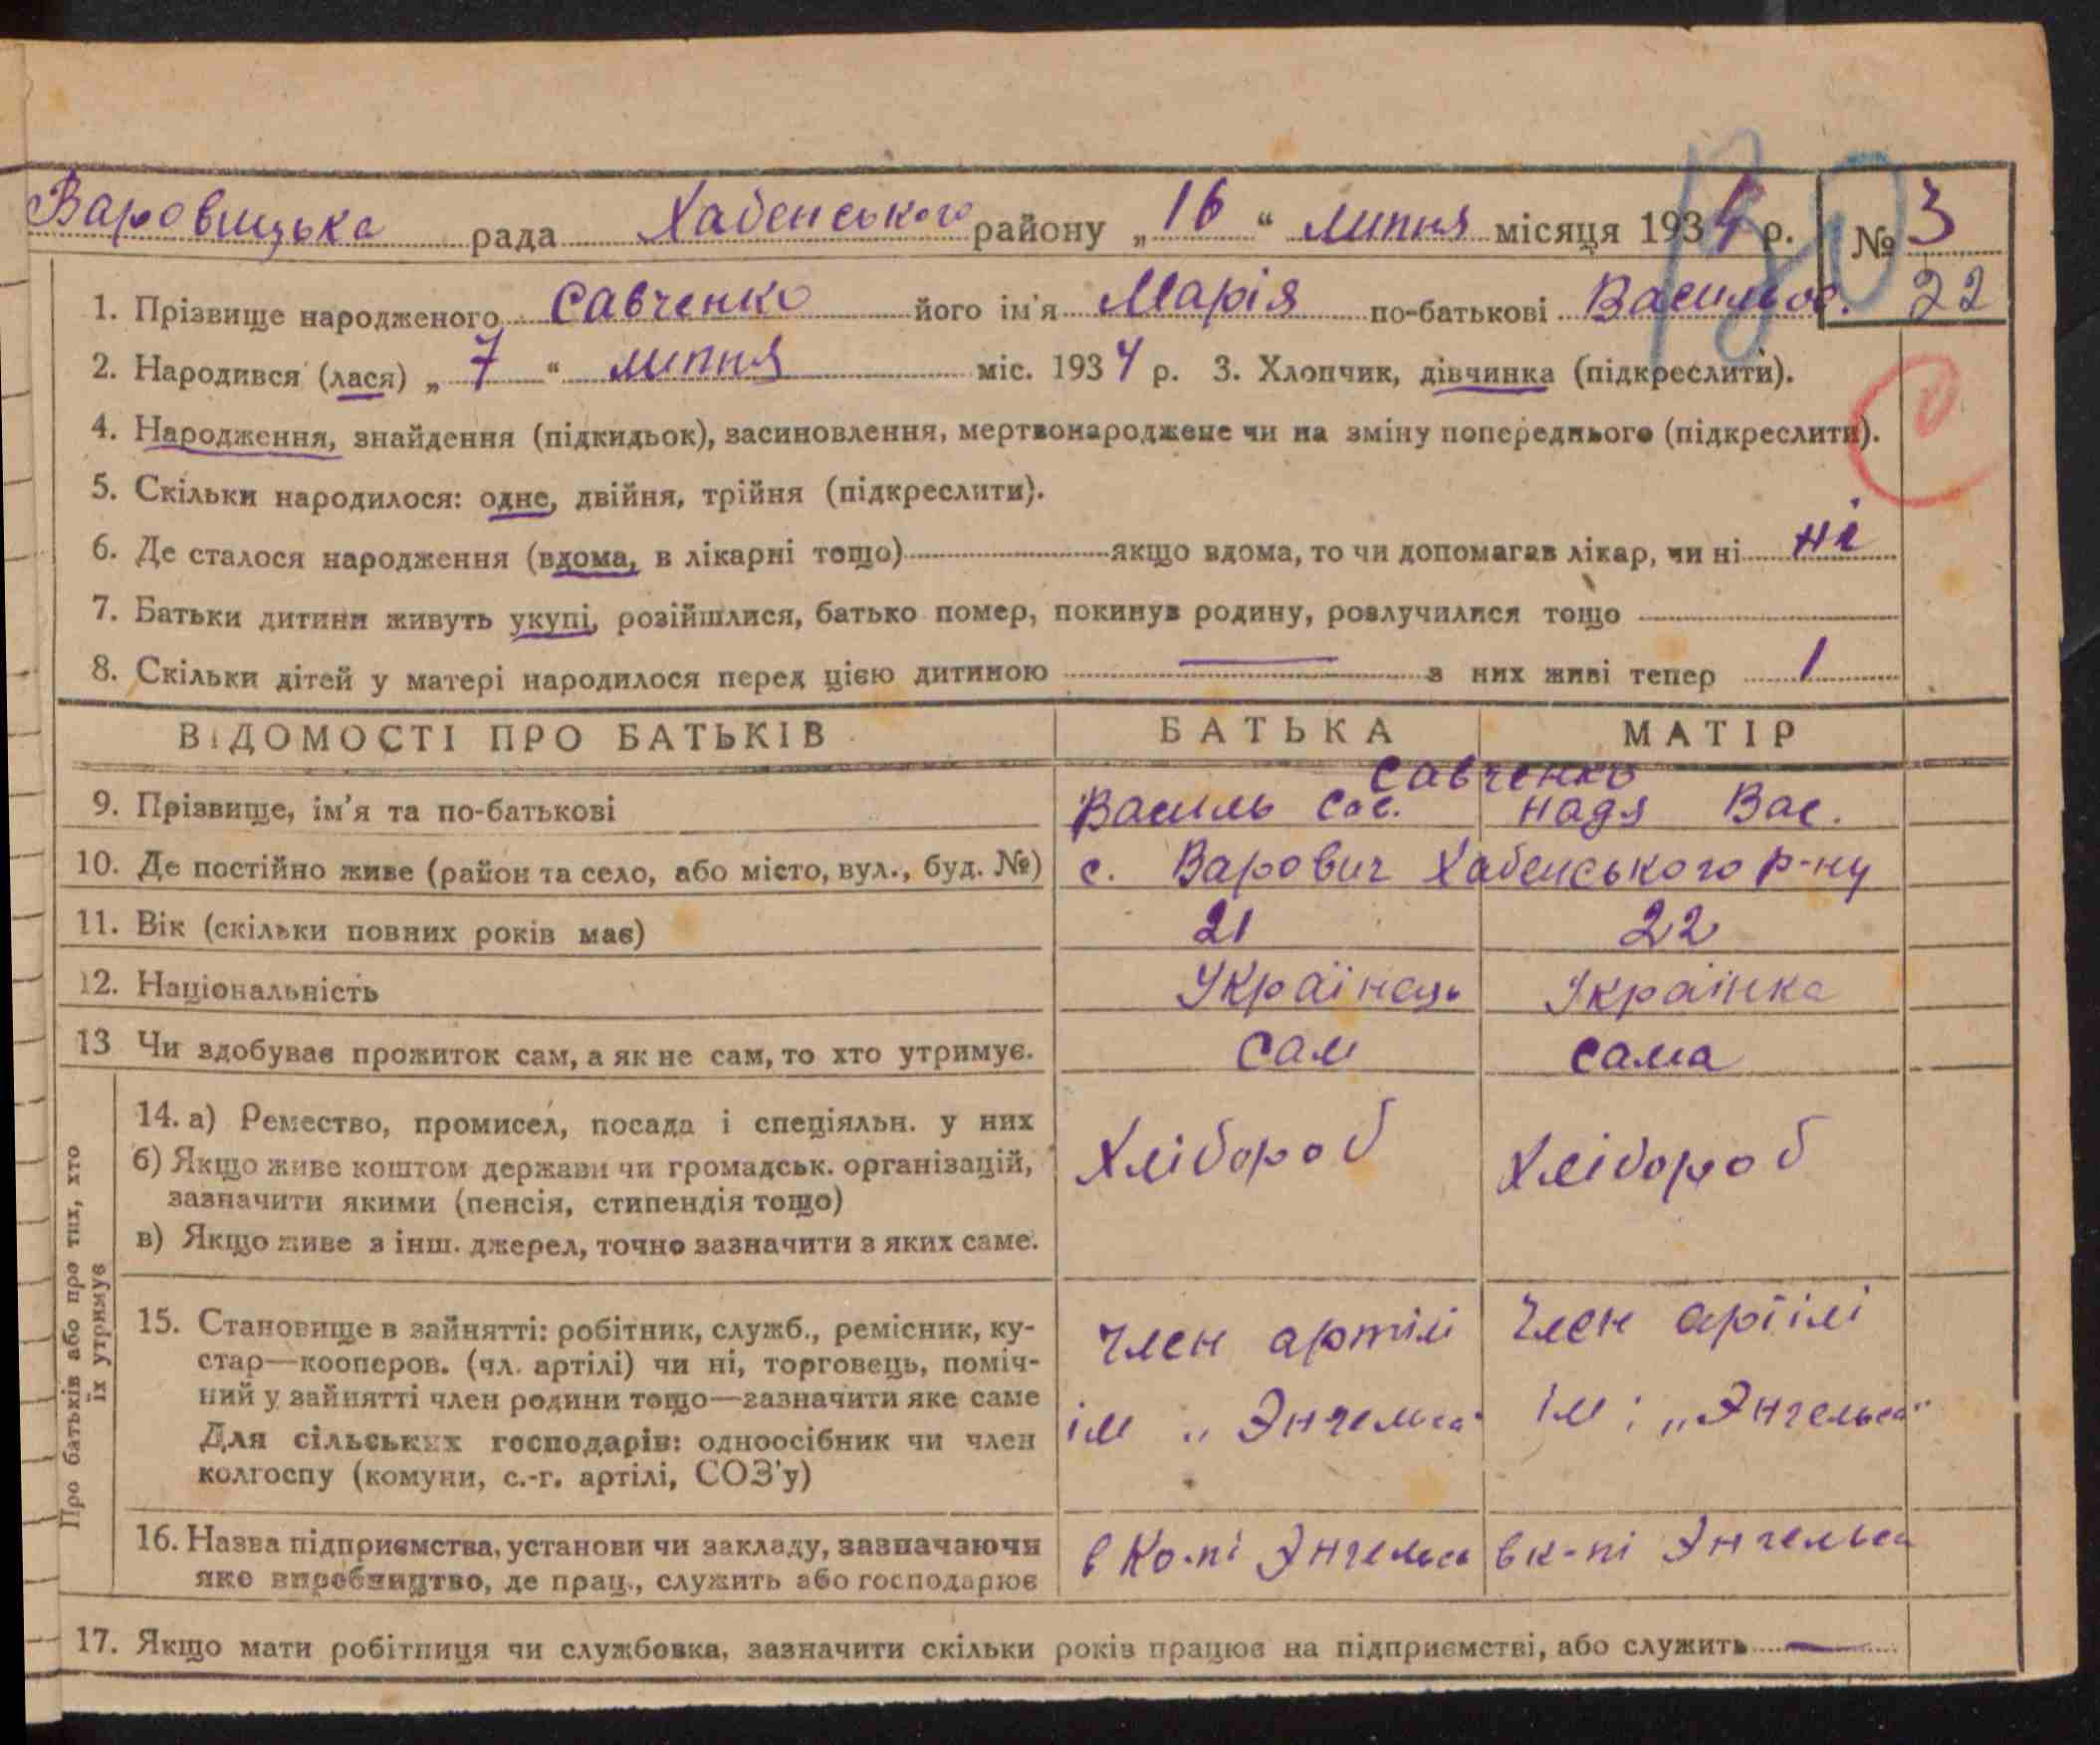 Варовицька рада Хабенського району „16“ липня місяця 1934 р. № 3
1. Прізвище народженого Савченко його ім'я Марія по-батькові Васильов. 22
2. Народився (лася) „7“ липня міс. 1934 р. 3. Хлопчик, дівчинка (підкреслити).
4. Народження, знайдення (підкидьок), засиновлення, мертвонароджене чи на зміну попереднього (підкреслити).
5. Скільки народилося: одне, двійня, трійня (підкреслити).
6. Де сталося народження (вдома, в лікарні тощо) якщо вдома, то чи допомагав лікар, чи ні ні
7. Батьки дитини живуть укупі, розійшлися, батько помер, покинув родину, розлучилися тощо
8. Скільки дітей у матері народилося перед цією дитиною — з них живі тепер 1
ВІДОМОСТІ ПРО БАТЬКІВ БАТЬКА МАТІР
Савченко
9. Прізвище, ім'я та по-батькові Василь Надя Вас.
10. Де постійно живе (район та село, або місто, вул., буд. №) с. Варович Хабенського р-ну
11. Вік (скільки повних років має) 21 22
12. Національність Українець Українка
13 Чи здобуває прожиток сам, а як не сам, то хто утримує. Сам сама
Про батьків або про тих, хто
їх утримує
14. а) Ремество, промисел, посада і спеціяльн. у них
б) Якщо живе коштом держави чи громадськ. організацій,
зазначити якими (пенсія, стипендія тощо)
в) Якщо живе з інш. джерел, точно зазначити з яких саме.
Хлібороб Хлібороб
15. Становище в зайнятті: робітник, служб., ремісник, ку-
стар—кооперов. (чл. артілі) чи ні, торговець, поміч-
ний у зайнятті член родини тощо—зазначити яке саме
Для сільських господарів: одноосібник чи член
колгоспу (комуни, с.-г. артілі, СОЗ'у)
Член артілі Член артілі
ім „Энгельса“ ім: „Энгельса“
16. Назва підприємства, установи чи закладу, зазначаючи
яке виробництво, де прац., служить або господарює
в Ко-пі Энгельса в к-пі Энгельса
17. Якщо мати робітниця чи службовка, зазначити скільки років працює на підприємстві, або служить —